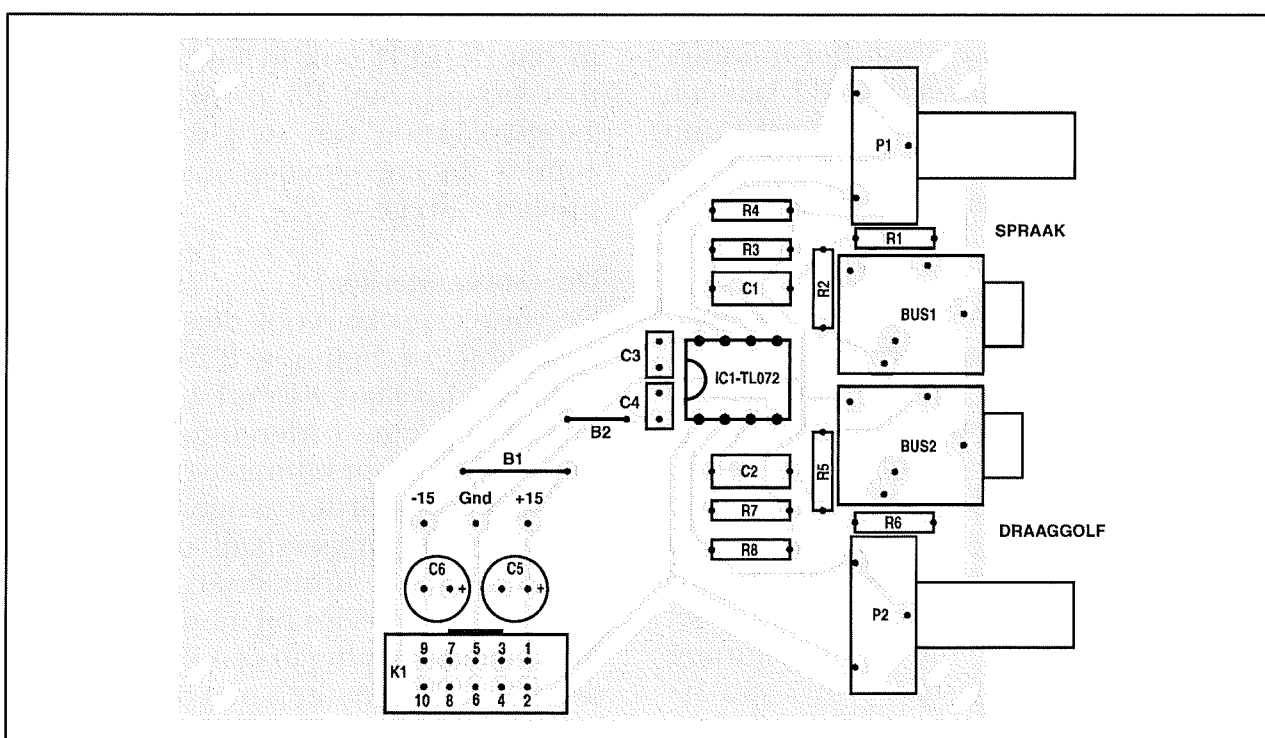 P1
R4
SPRAAK
R1
R3
R2
C1
BUS1
C3
IC1-TL072
C4
B2
BUS2
B1
R5
C2
-15 Gnd +15
R7
R6
DRAAGGOLF
R8
C6 +
C5 +
P2
K1
9 7 5 3 1
10 8 6 4 2